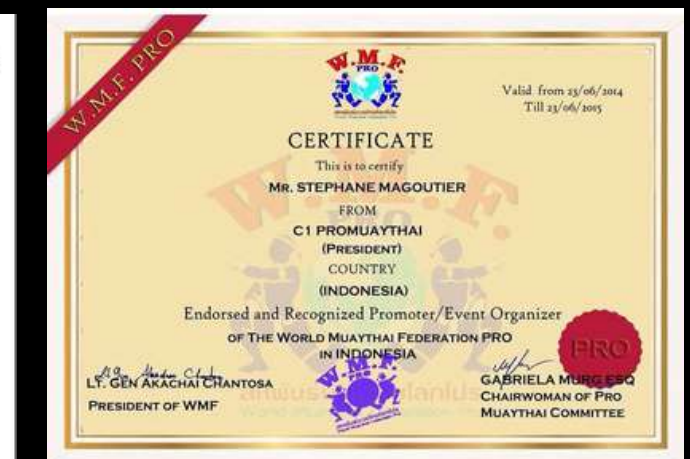 W.M.F. PRO
W.M.F.
PRO
Valid from 23/06/2014
Till 23/06/2015
CERTIFICATE
This is to certify
MR. STEPHANE MAGOUTIER
FROM
C1 PROMUAYTHAI
(PRESIDENT)
COUNTRY
(INDONESIA)
Endorsed and Recognized Promoter/Event Organizer
OF THE WORLD MUAYTHAI FEDERATION PRO
IN INDONESIA
PRO
W.M.F.
LT. GEN AKACHAI CHANTOSA
PRESIDENT OF WMF
GABRIELA MURG ESQ
CHAIRWOMAN OF PRO
MUAYTHAI COMMITTEE